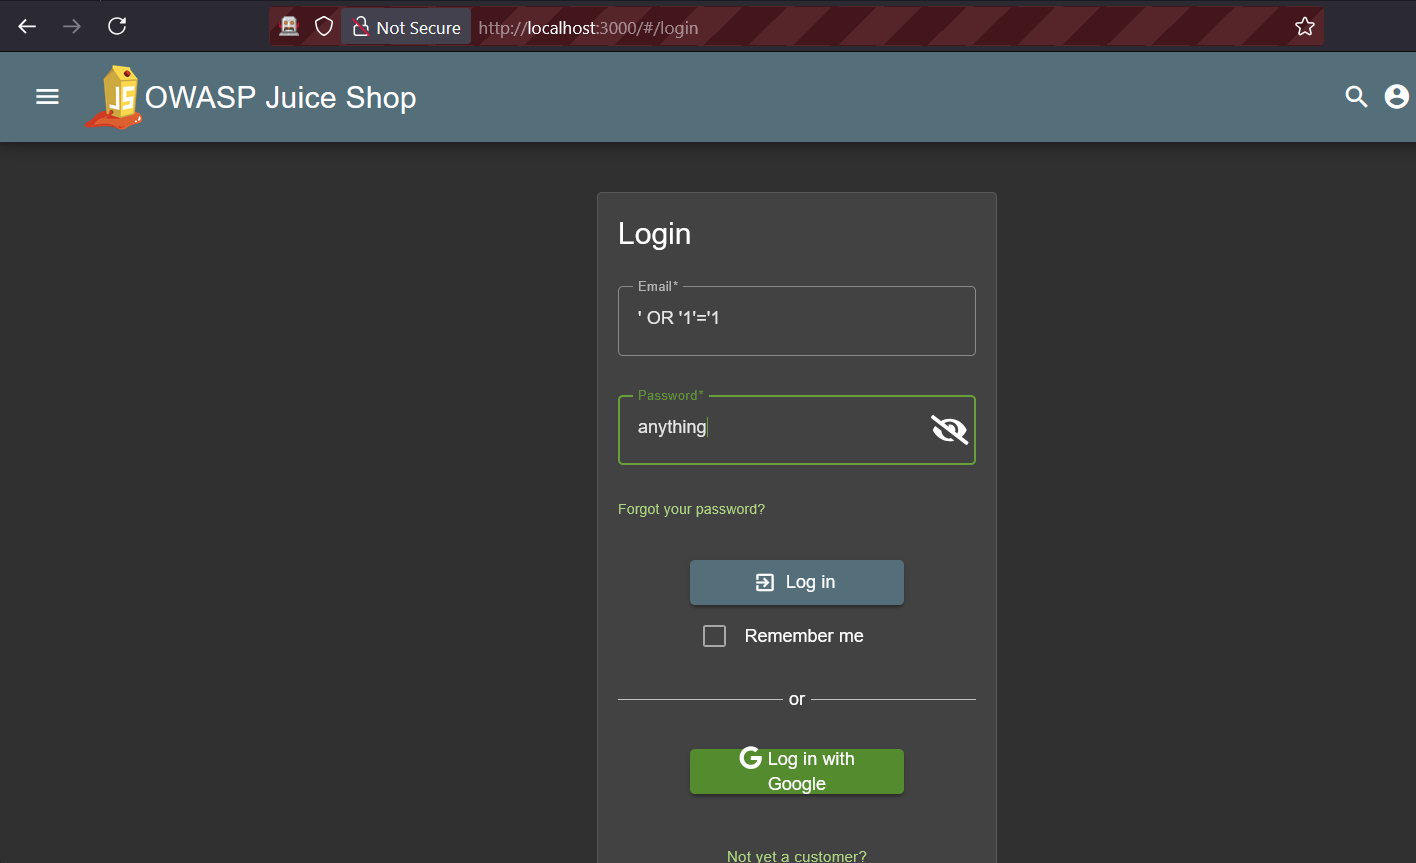 Not Secure http://localhost:3000/#/login
OWASP Juice Shop
Login
Email*
' OR '1'='1
Password*
anything
Forgot your password?
Log in
Remember me
or
Log in with
Google
Not yet a customer?